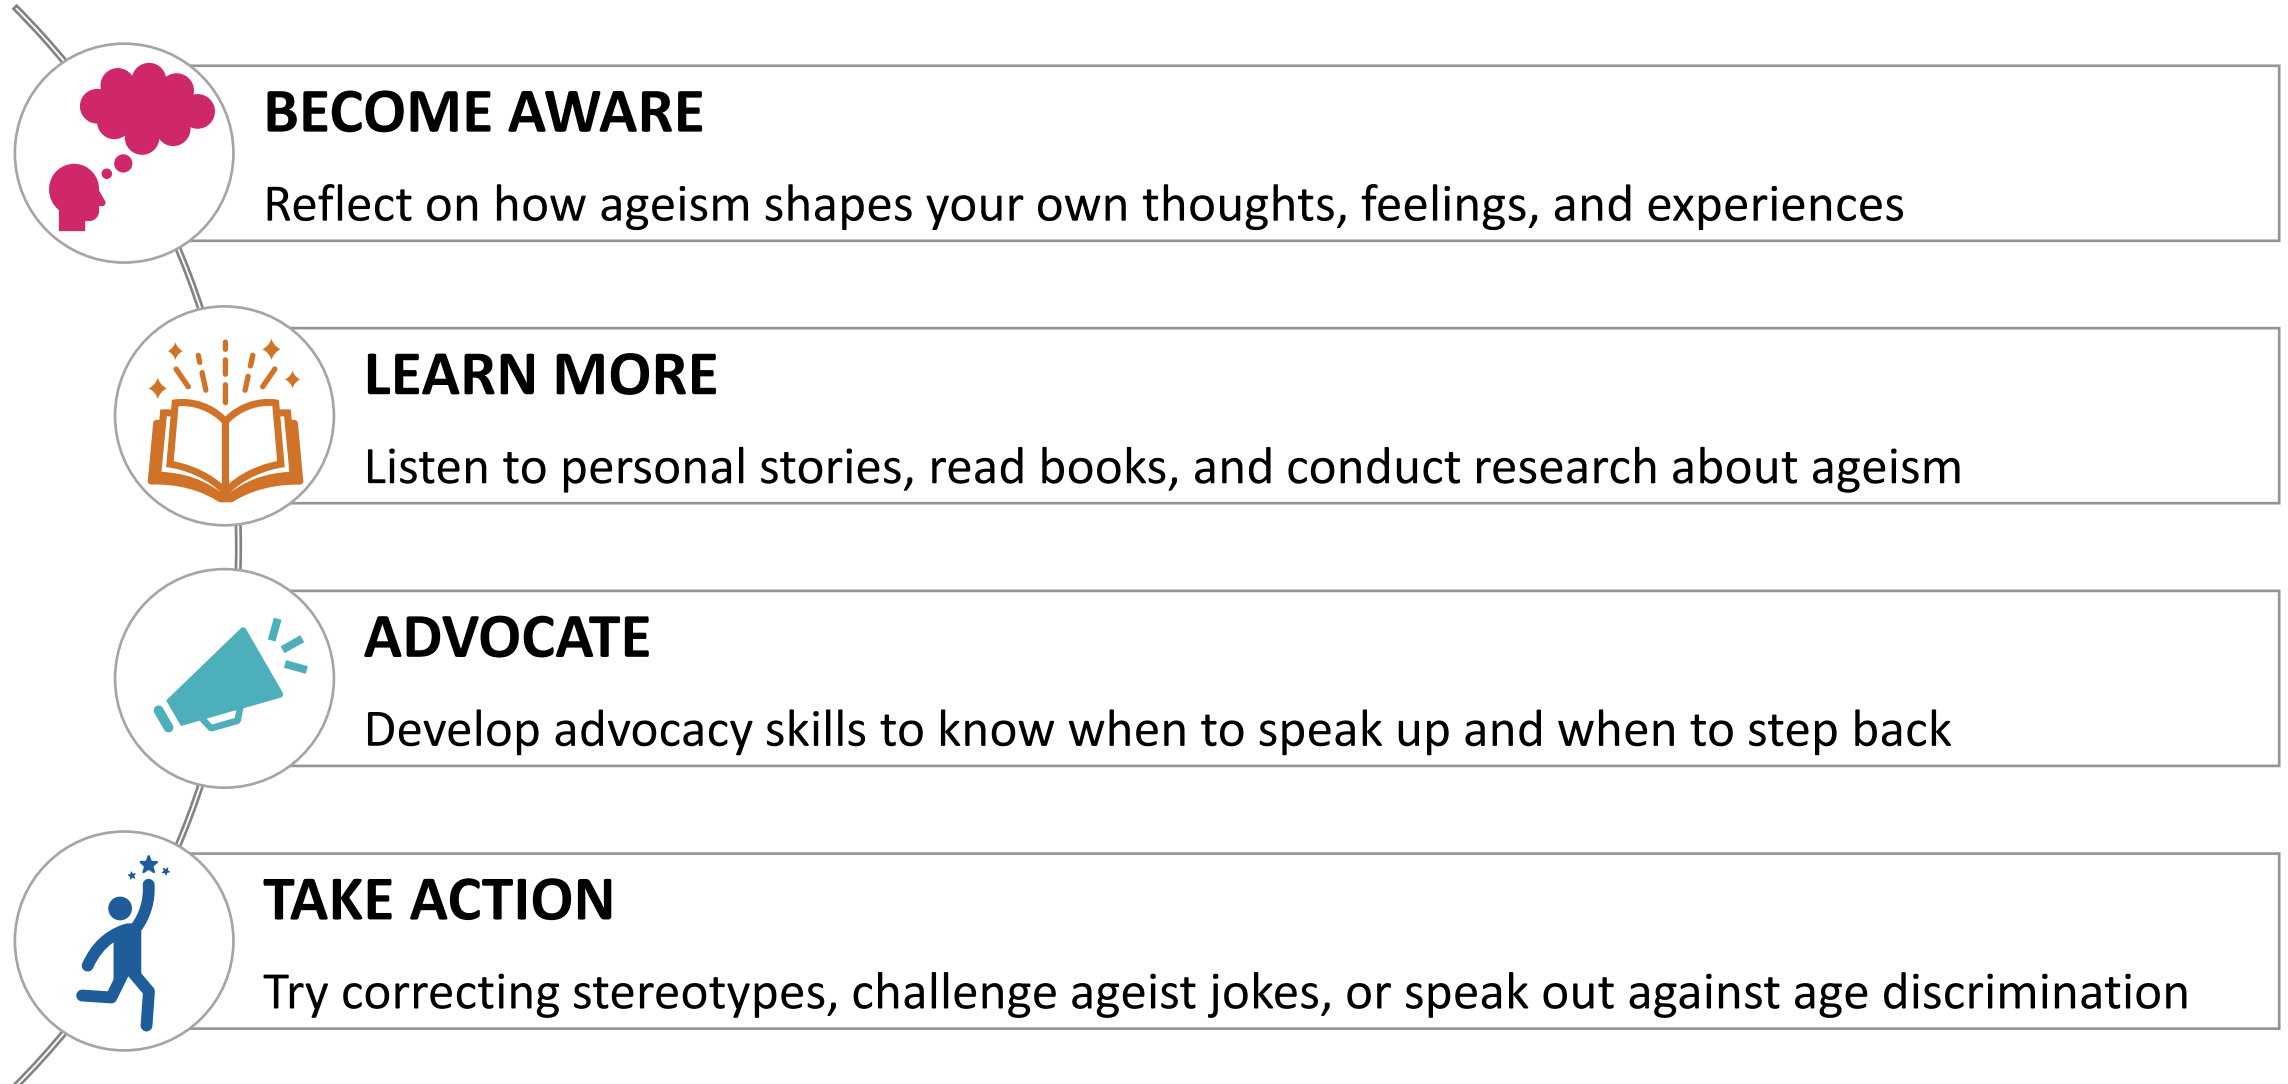 BECOME AWARE
Reflect on how ageism shapes your own thoughts, feelings, and experiences
LEARN MORE
Listen to personal stories, read books, and conduct research about ageism
ADVOCATE
Develop advocacy skills to know when to speak up and when to step back
TAKE ACTION
Try correcting stereotypes, challenge ageist jokes, or speak out against age discrimination